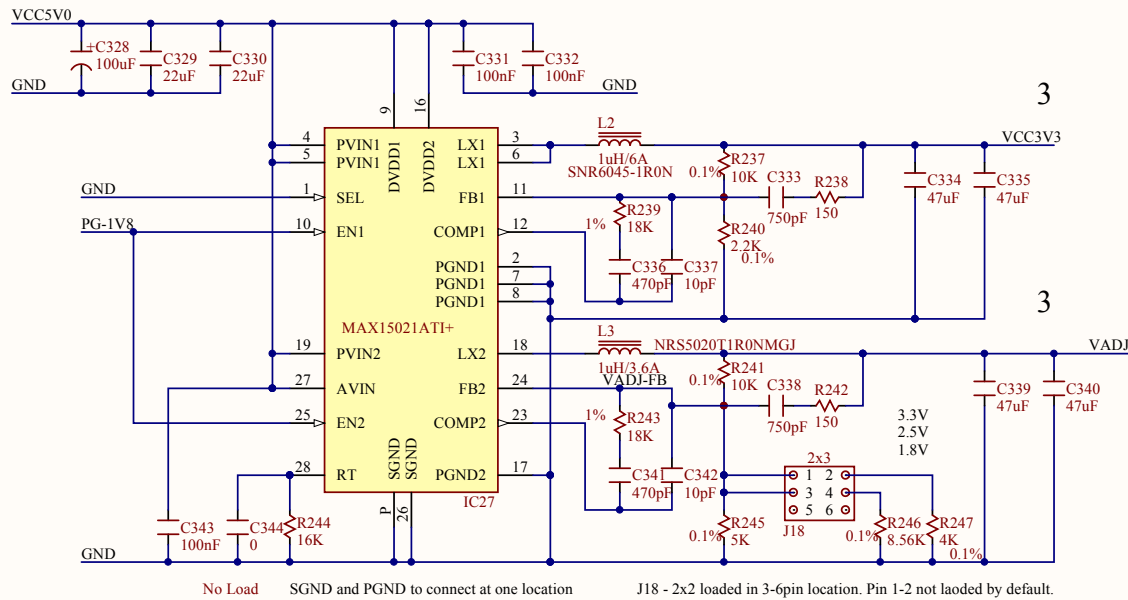 VCC5V0
C328
100uF
C329
22uF
C330
22uF
C331
100nF
C332
100nF
GND
GND
3
9
16
DVDD1
DVDD2
4
PVIN1
5
PVIN1
LX1
3
LX1
6
L2
1uH/6A
SNR6045-1R0N
VCC3V3
0.1%
R237
10K
GND
1
SEL
FB1
11
C333
750pF
R238
150
C334
47uF
C335
47uF
PG-1V8
10
EN1
COMP1
12
1%
R239
18K
R240
2.2K
0.1%
PGND1
2
PGND1
7
PGND1
8
C336
470pF
C337
10pF
3
MAX15021ATI+
19
PVIN2
LX2
18
L3
1uH/3.6A
NRS5020T1R0NMGJ
VADJ
27
AVIN
FB2
24
VADJ-FB
0.1%
R241
10K
C338
750pF
R242
150
C339
47uF
C340
47uF
25
EN2
COMP2
23
1%
R243
18K
3.3V
2.5V
1.8V
28
RT
SGND
SGND
PGND2
17
C341
470pF
C342
10pF
2x3
1 2
3 4
5 6
J18
IC27
P
26
C343
100nF
C344
0
R244
16K
0.1%
R245
5K
0.1%
R246
8.56K
R247
4K
0.1%
GND
No Load
SGND and PGND to connect at one location
J18 - 2x2 loaded in 3-6pin location. Pin 1-2 not laoded by default.